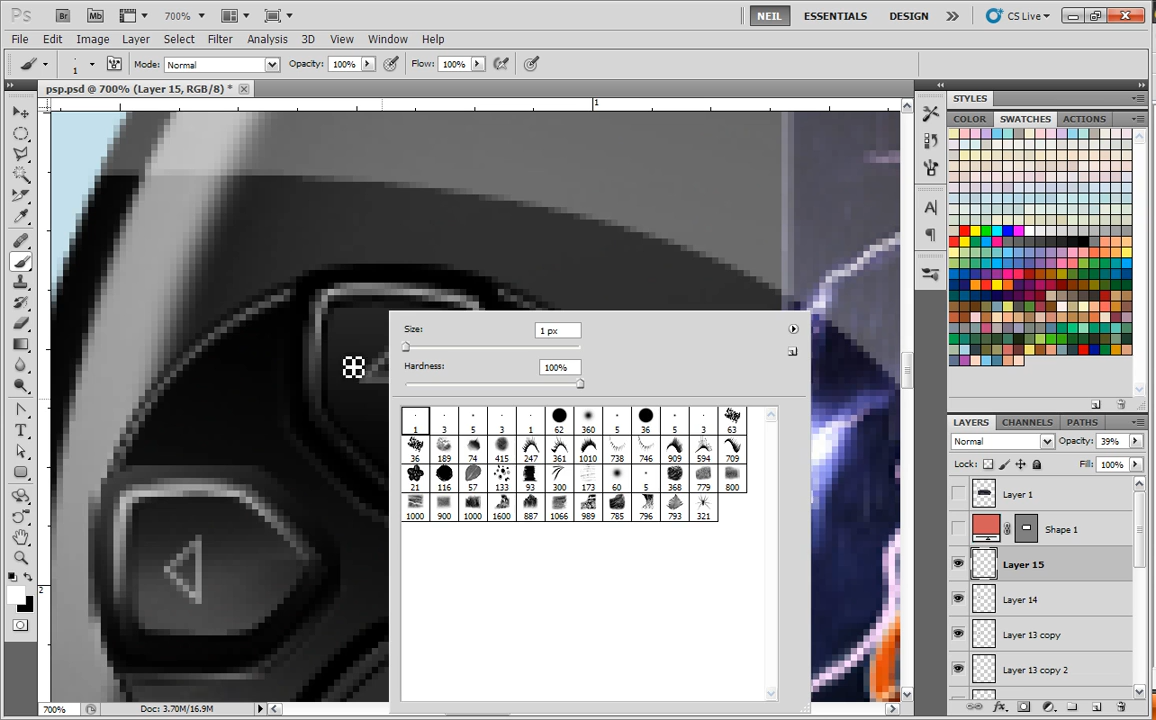 Ps Br Mb 700% NEIL ESSENTIALS DESIGN CS Live
File Edit Image Layer Select Filter Analysis 3D View Window Help
1 Mode: Normal Opacity: 100% Flow: 100%
psp.psd @ 700% (Layer 15, RGB/8) *
STYLES
COLOR SWATCHES ACTIONS
1
Size: 1 px
Hardness: 100%
1 3 5 3 1 62 360 5 36 5 3 63
36 189 74 415 247 361 1010 738 746 909 594 709
21 116 57 133 93 300 173 60 5 368 779 800
1000 900 1000 1600 887 1066 989 785 796 793 321
LAYERS CHANNELS PATHS
Normal Opacity: 39%
Lock: Fill: 100%
Layer 1
Shape 1
Layer 15
Layer 14
Layer 13 copy
Layer 13 copy 2
2
700% Doc: 3.70M/16.9M